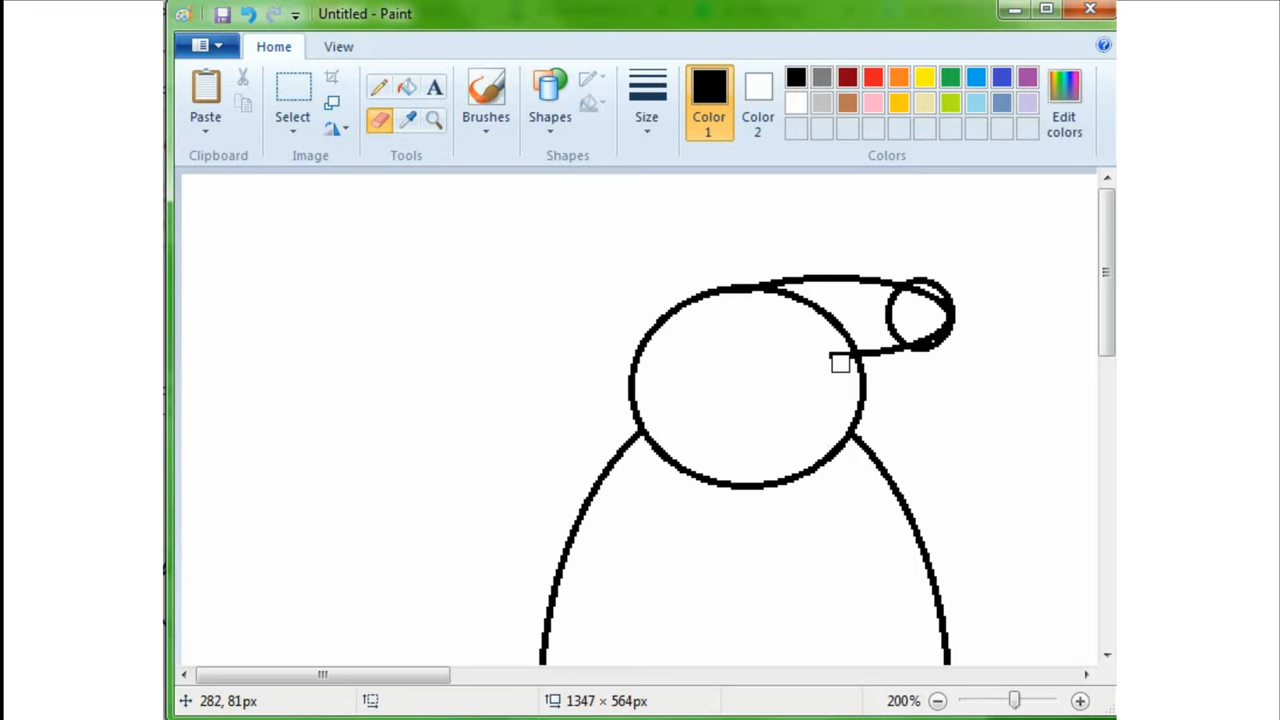 Untitled - Paint
Home View
Paste Select Brushes Shapes Size Color 1 Color 2 Edit colors
Clipboard Image Tools Shapes Colors
282, 81px 1347 × 564px 200%